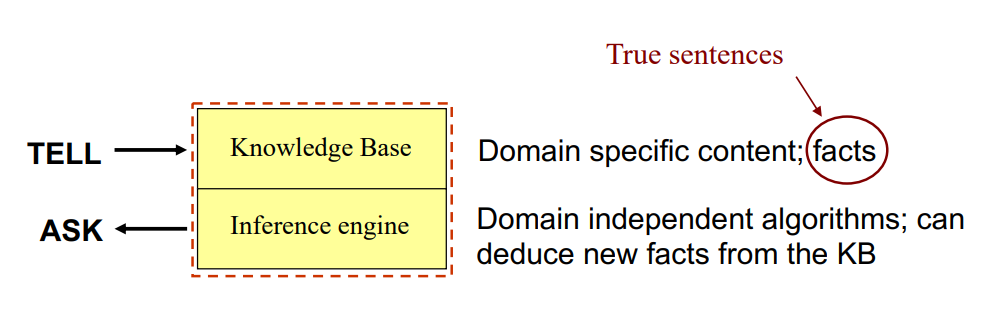 True sentences
TELL
Knowledge Base
Domain specific content; facts
ASK
Inference engine
Domain independent algorithms; can
deduce new facts from the KB